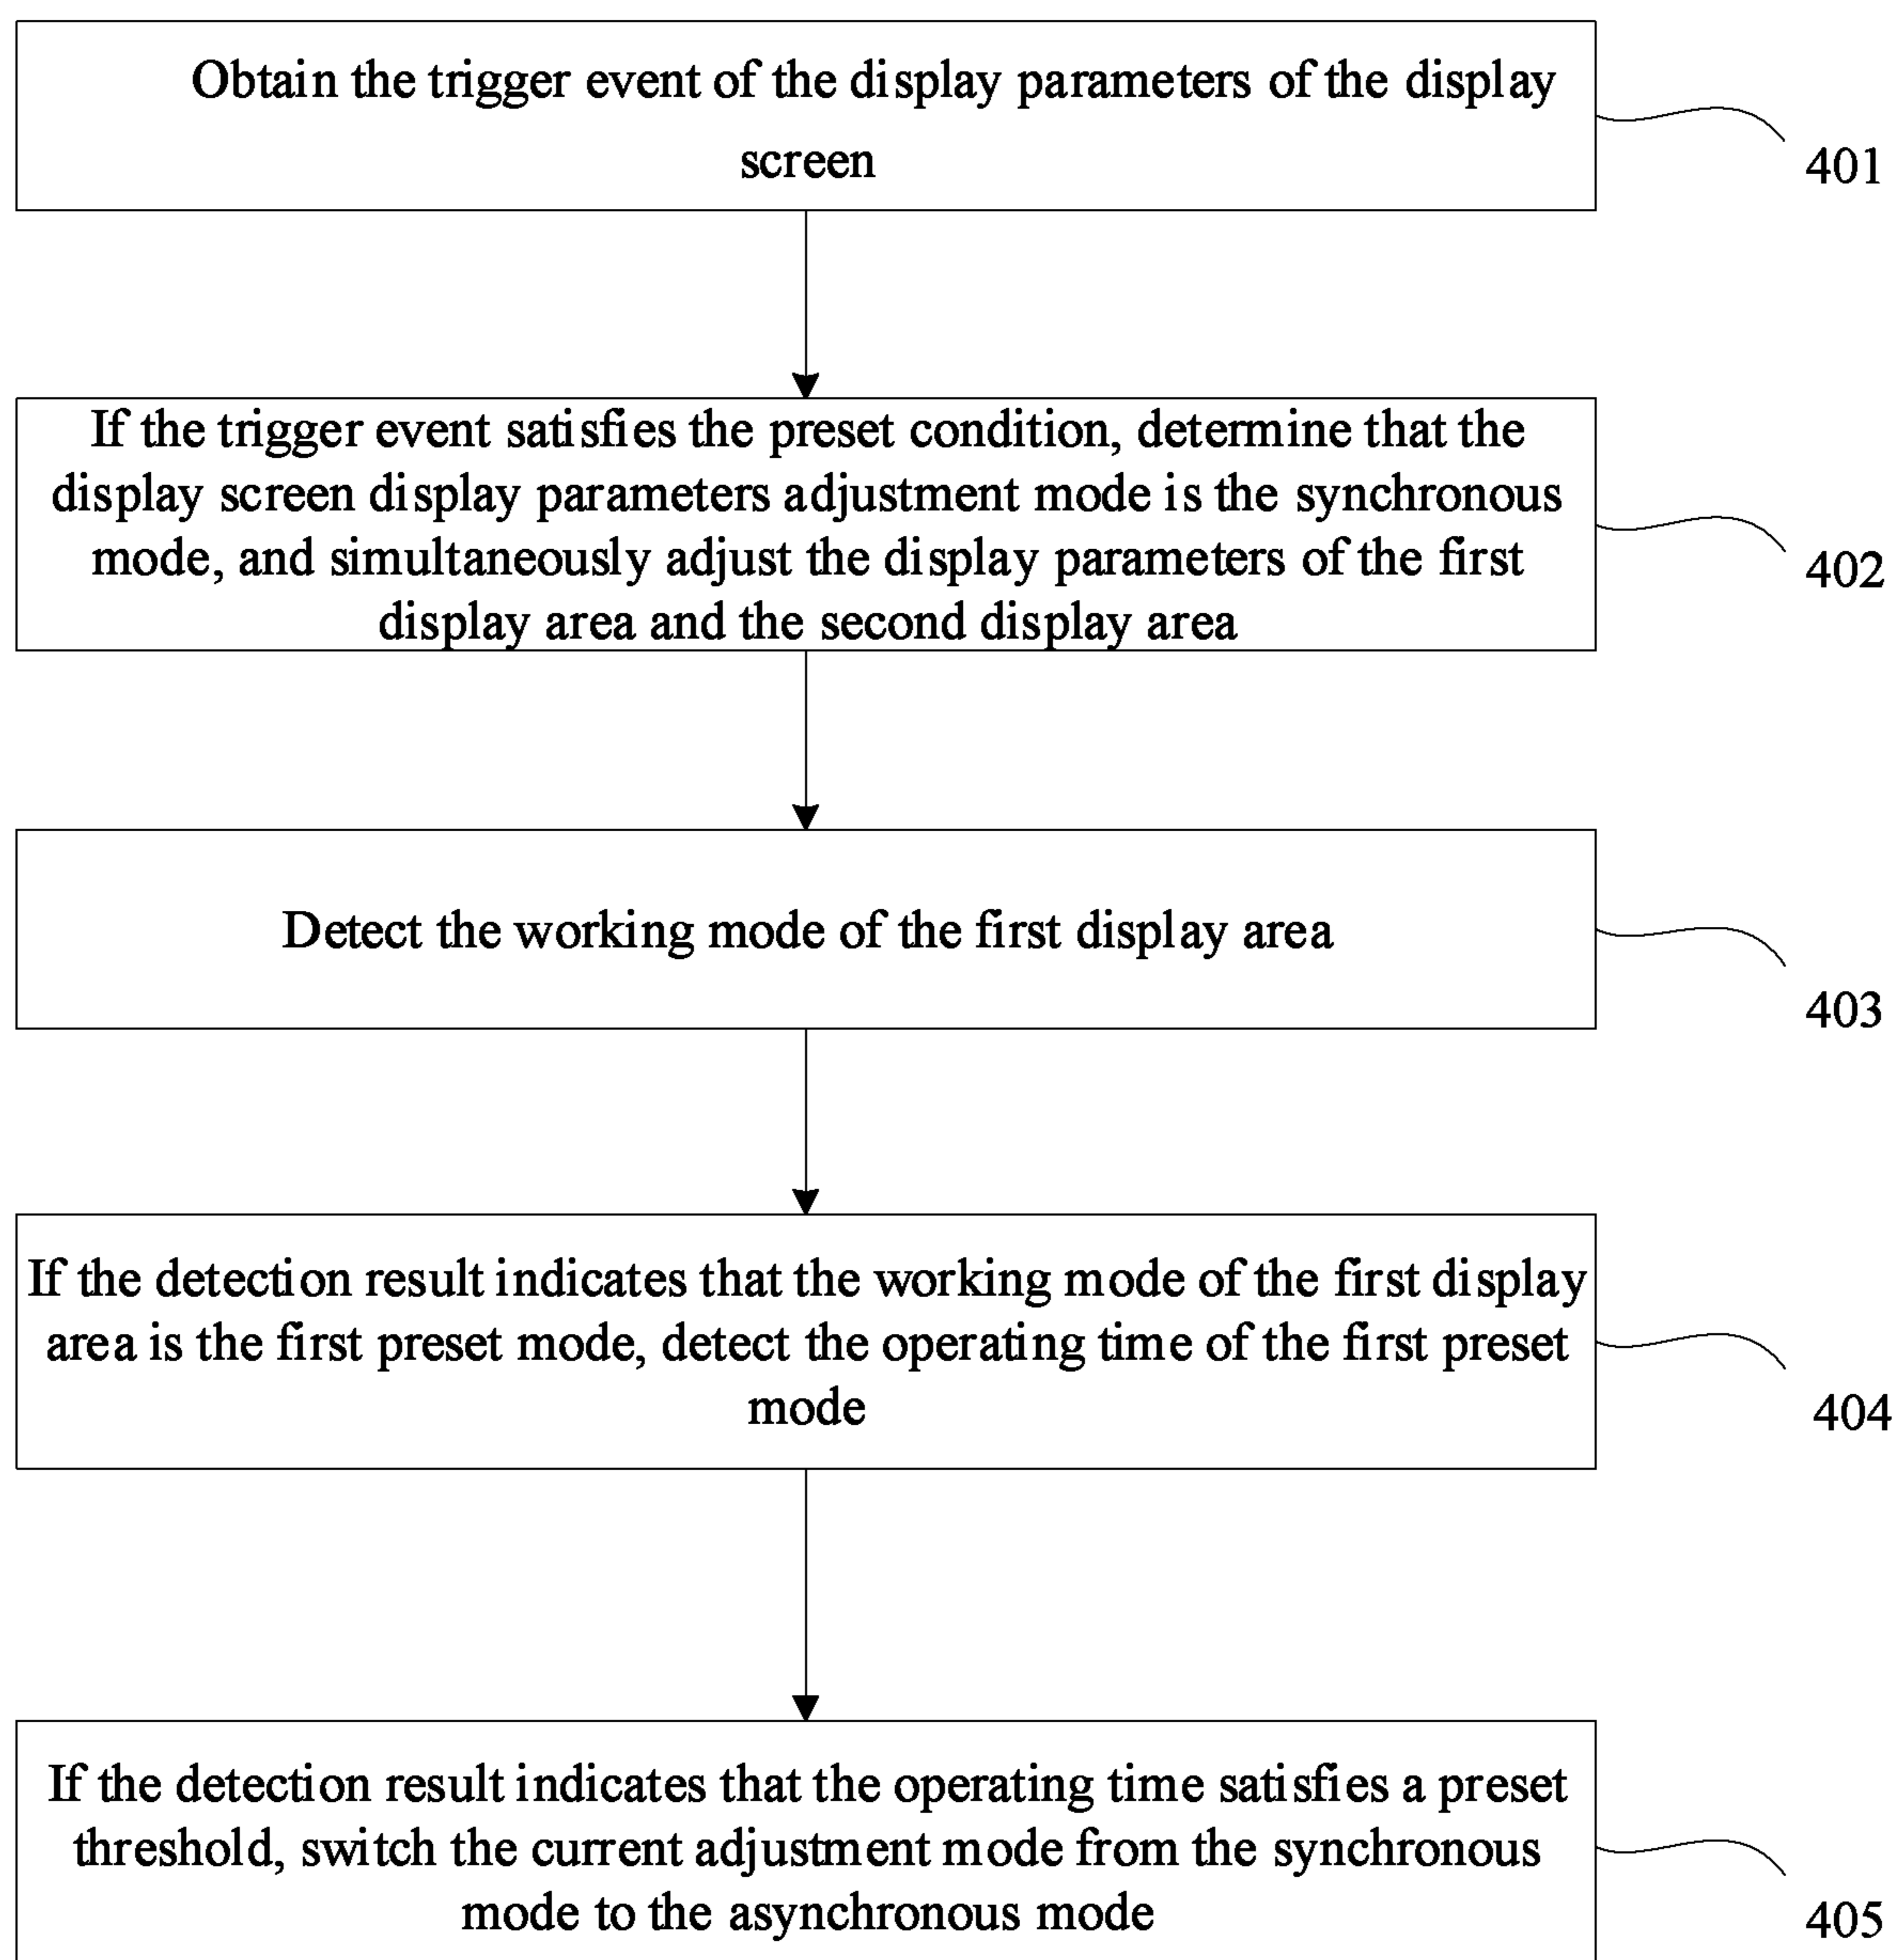 Obtain the trigger event of the display parameters of the display
screen
401
If the trigger event satisfies the preset condition, determine that the
display screen display parameters adjustment mode is the synchronous
mode, and simultaneously adjust the display parameters of the first
display area and the second display area
402
Detect the working mode of the first display area
403
If the detection result indicates that the working mode of the first display
area is the first preset mode, detect the operating time of the first preset
mode
404
If the detection result indicates that the operating time satisfies a preset
threshold, switch the current adjustment mode from the synchronous
mode to the asynchronous mode
405